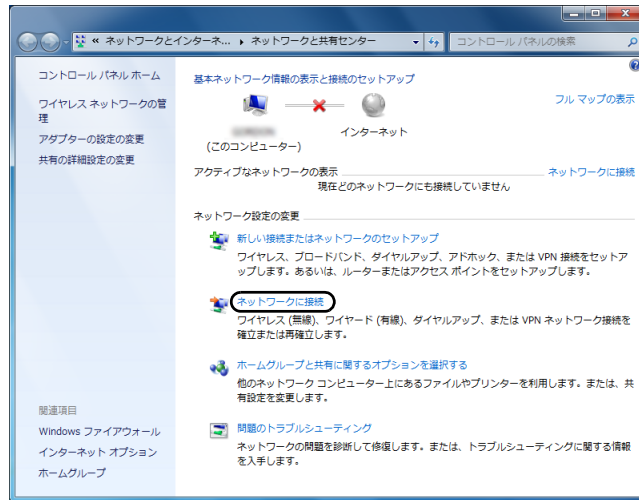 « ネットワークとインターネ... ▸ ネットワークと共有センター
コントロール パネルの検索
コントロール パネル ホーム
ワイヤレス ネットワークの管
理
アダプターの設定の変更
共有の詳細設定の変更
基本ネットワーク情報の表示と接続のセットアップ
フル マップの表示
インターネット
(このコンピューター)
アクティブなネットワークの表示
ネットワークに接続
現在どのネットワークにも接続していません
ネットワーク設定の変更
新しい接続またはネットワークのセットアップ
ワイヤレス、ブロードバンド、ダイヤルアップ、アドホック、または VPN 接続をセットア
ップします。あるいは、ルーターまたはアクセス ポイントをセットアップします。
ネットワークに接続
ワイヤレス (無線)、ワイヤード (有線)、ダイヤルアップ、または VPN ネットワーク接続を
確立または再確立します。
ホームグループと共有に関するオプションを選択する
他のネットワーク コンピューター上にあるファイルやプリンターを利用します。または、共
有設定を変更します。
問題のトラブルシューティング
ネットワークの問題を診断して修復します。または、トラブルシューティングに関する情報
を入手します。
関連項目
Windows ファイアウォール
インターネット オプション
ホームグループ